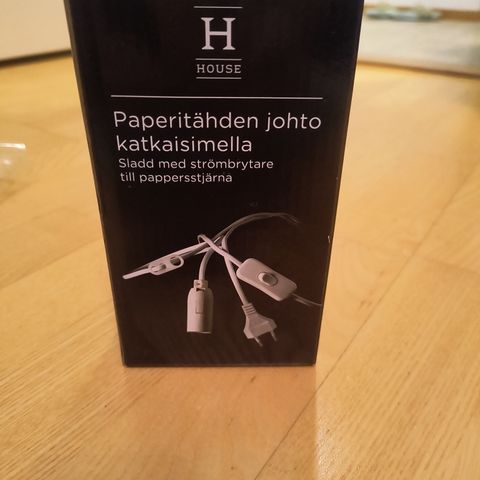 H
HOUSE
Paperitähden johto
katkaisimella
Sladd med strömbrytare
till pappersstjärna